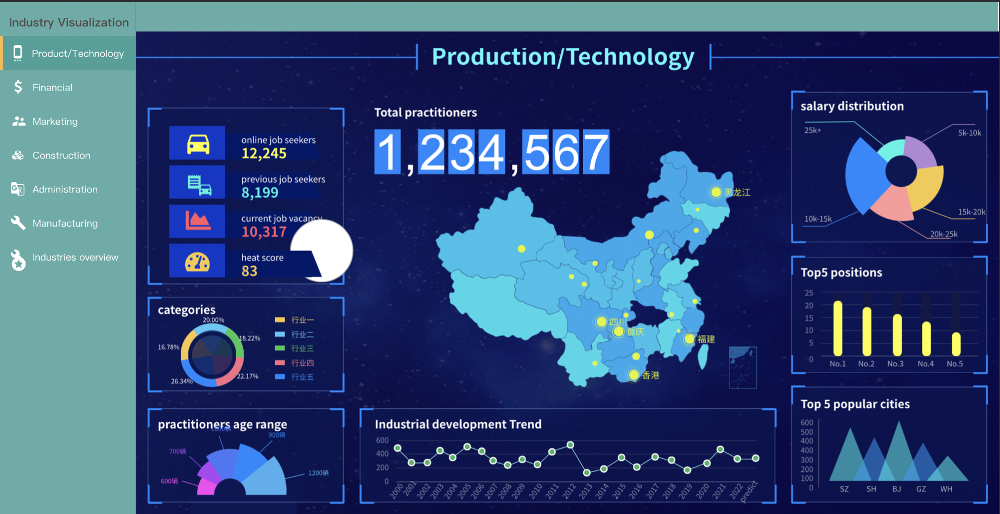 Industry Visualization
Product/Technology
Financial
Marketing
Construction
Administration
Manufacturing
Industries overview
Production/Technology
online job seekers
12,245
previous job seekers
8,199
current job vacancy
10,317
heat score
83
categories
20.00%
18.22%
16.78%
22.17%
26.34%
行业一
行业二
行业三
行业四
行业五
practitioners age range
1000辆
900辆
700辆
1200辆
600辆
Total practitioners
1,234,567
黑龙江
四川
重庆
福建
香港
Industrial development Trend
600
400
200
0
2000 2001 2002 2003 2004 2005 2006 2007 2008 2009 2010 2011 2012 2013 2014 2015 2016 2017 2018 2019 2020 2021 2022 predict
salary distribution
25k+
5k-10k
15k-20k
10k-15k
20k-25k
Top5 positions
25
20
15
10
5
0
No.1 No.2 No.3 No.4 No.5
Top 5 popular cities
600
500
400
400
300
200
100
0
SZ SH BJ GZ WH